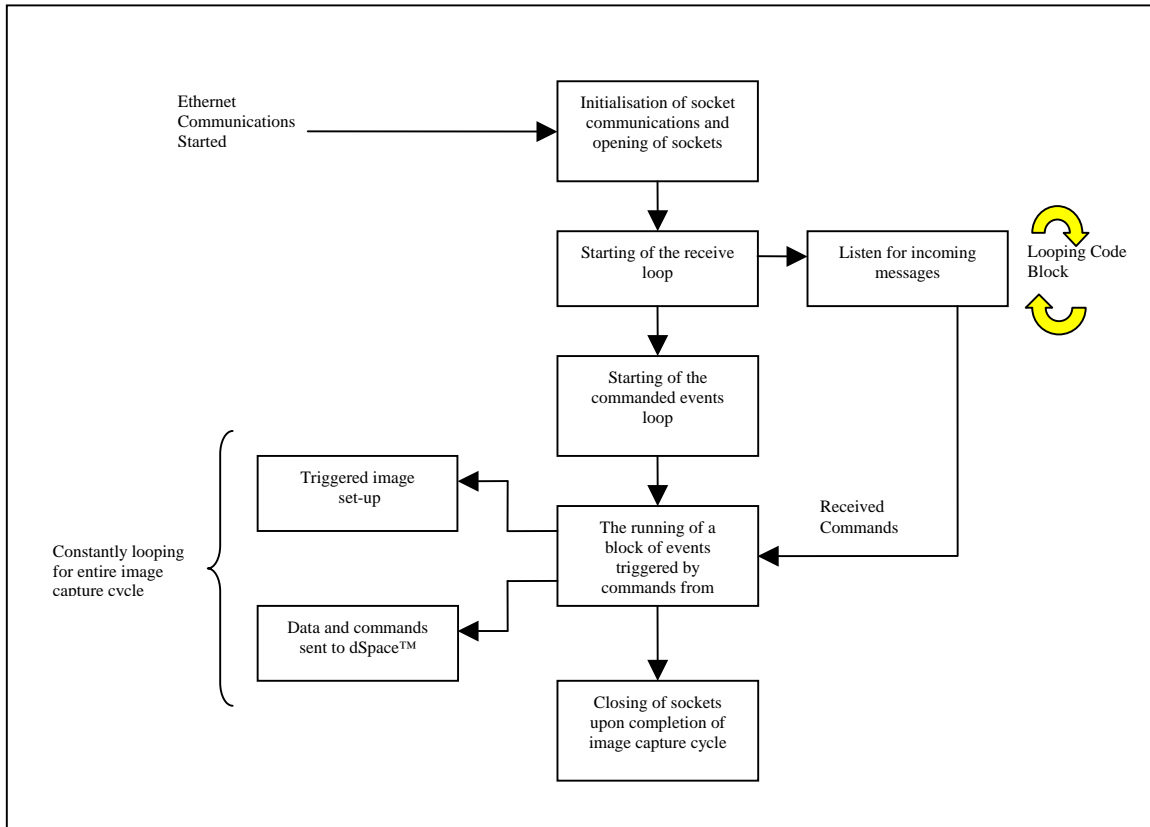 Ethernet
Communications
Started
Initialisation of socket
communications and
opening of sockets
Starting of the receive
loop
Listen for incoming
messages
Looping Code
Block
Starting of the
commanded events
loop
Triggered image
set-up
Received
Commands
The running of a
block of events
triggered by
commands from
Constantly looping
for entire image
capture cycle
Data and commands
sent to dSpace™
Closing of sockets
upon completion of
image capture cycle